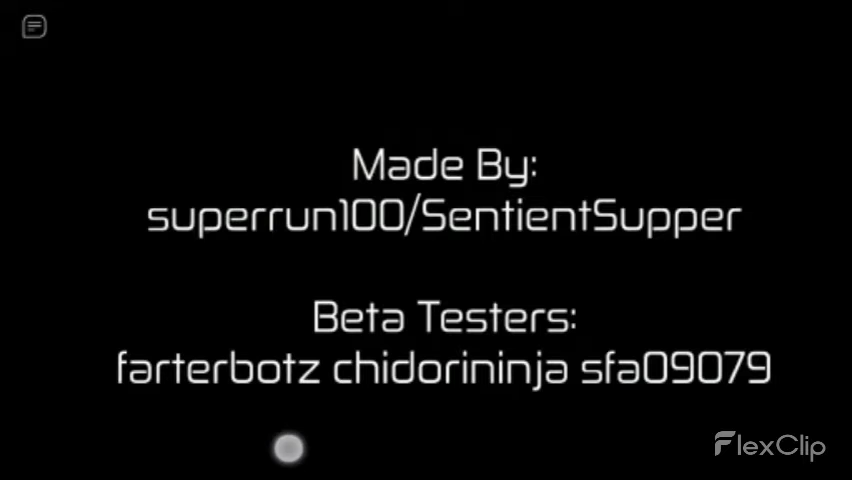 Made By:
superrun100/SentientSupper
Beta Testers:
farterbotz chidorininja sfa09079
FlexClip